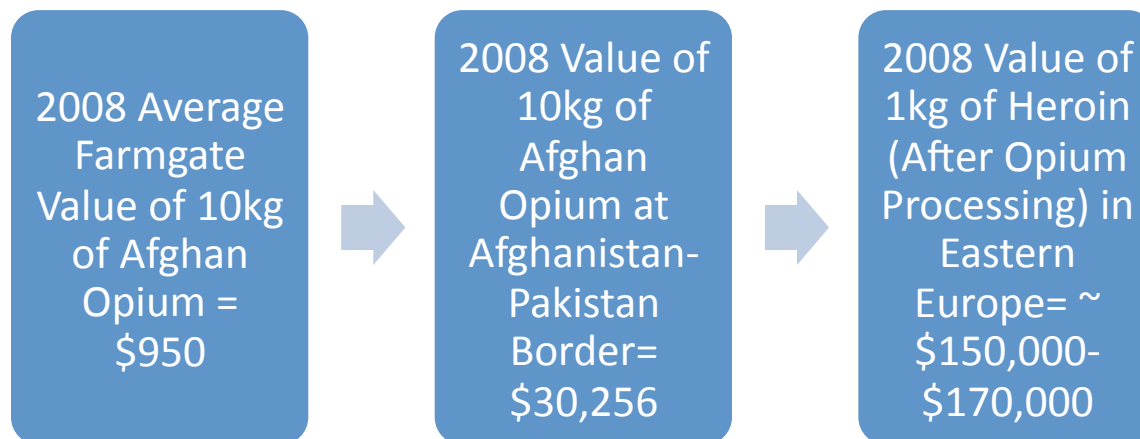 2008 Average
Farmgate
Value of 10kg
of Afghan
Opium =
$950
2008 Value of
10kg of
Afghan
Opium at
Afghanistan-
Pakistan
Border=
$30,256
2008 Value of
1kg of Heroin
(After Opium
Processing) in
Eastern
Europe= ~
$150,000-
$170,000